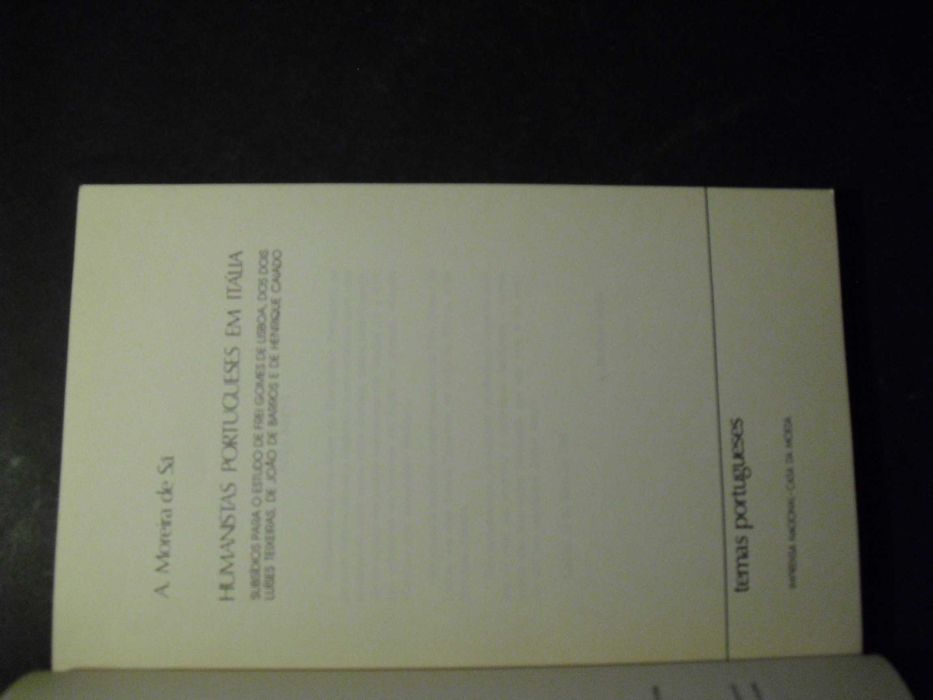 A. Moreira de Sá
HUMANISTAS PORTUGUESES EM ITÁLIA
SUBSÍDIOS PARA O ESTUDO DE FREI GOMES DE LISBOA, DOS DOIS
LUÍSES TEIXEIRAS, DE JOÃO DE BARROS E DE HENRIQUE CAIADO
temas portugueses
IMPRENSA NACIONAL - CASA DA MOEDA